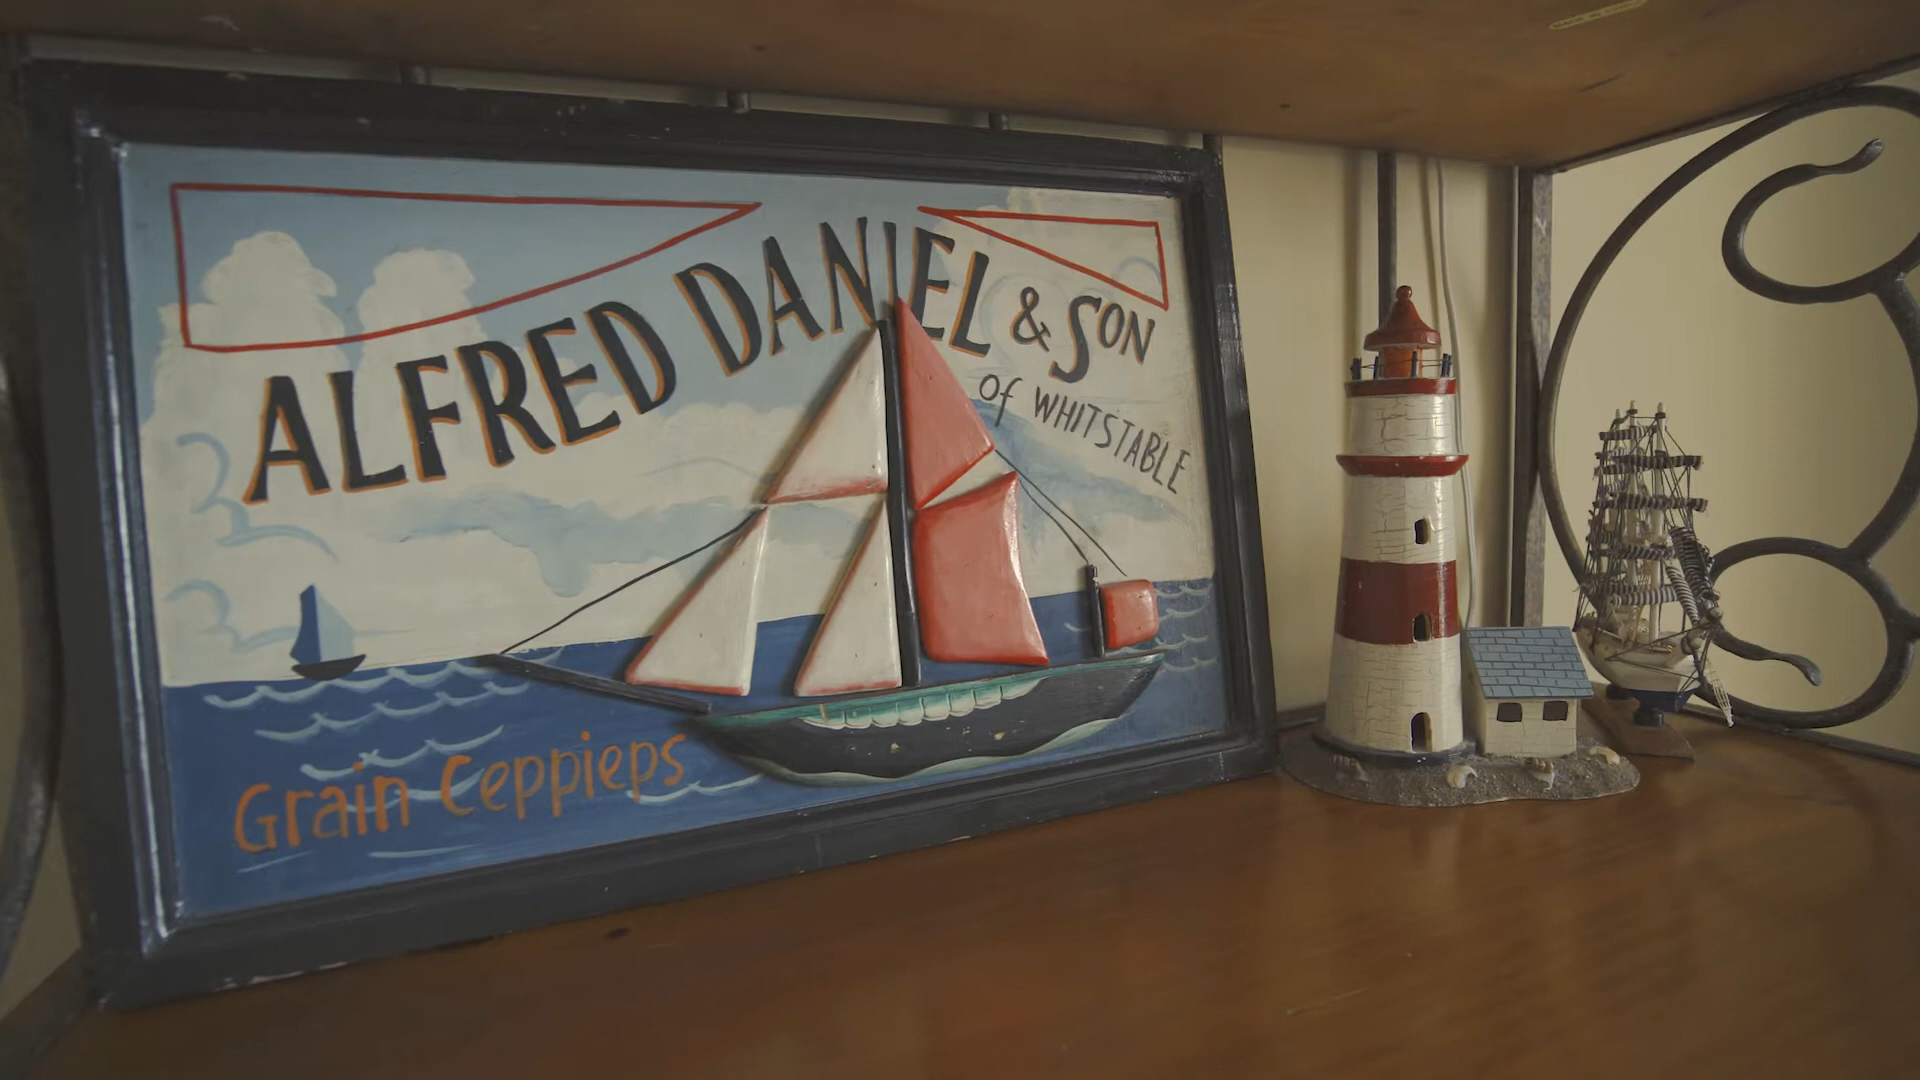 ALFRED DANIEL & SON
of WHITSTABLE
Grain Ceppieps